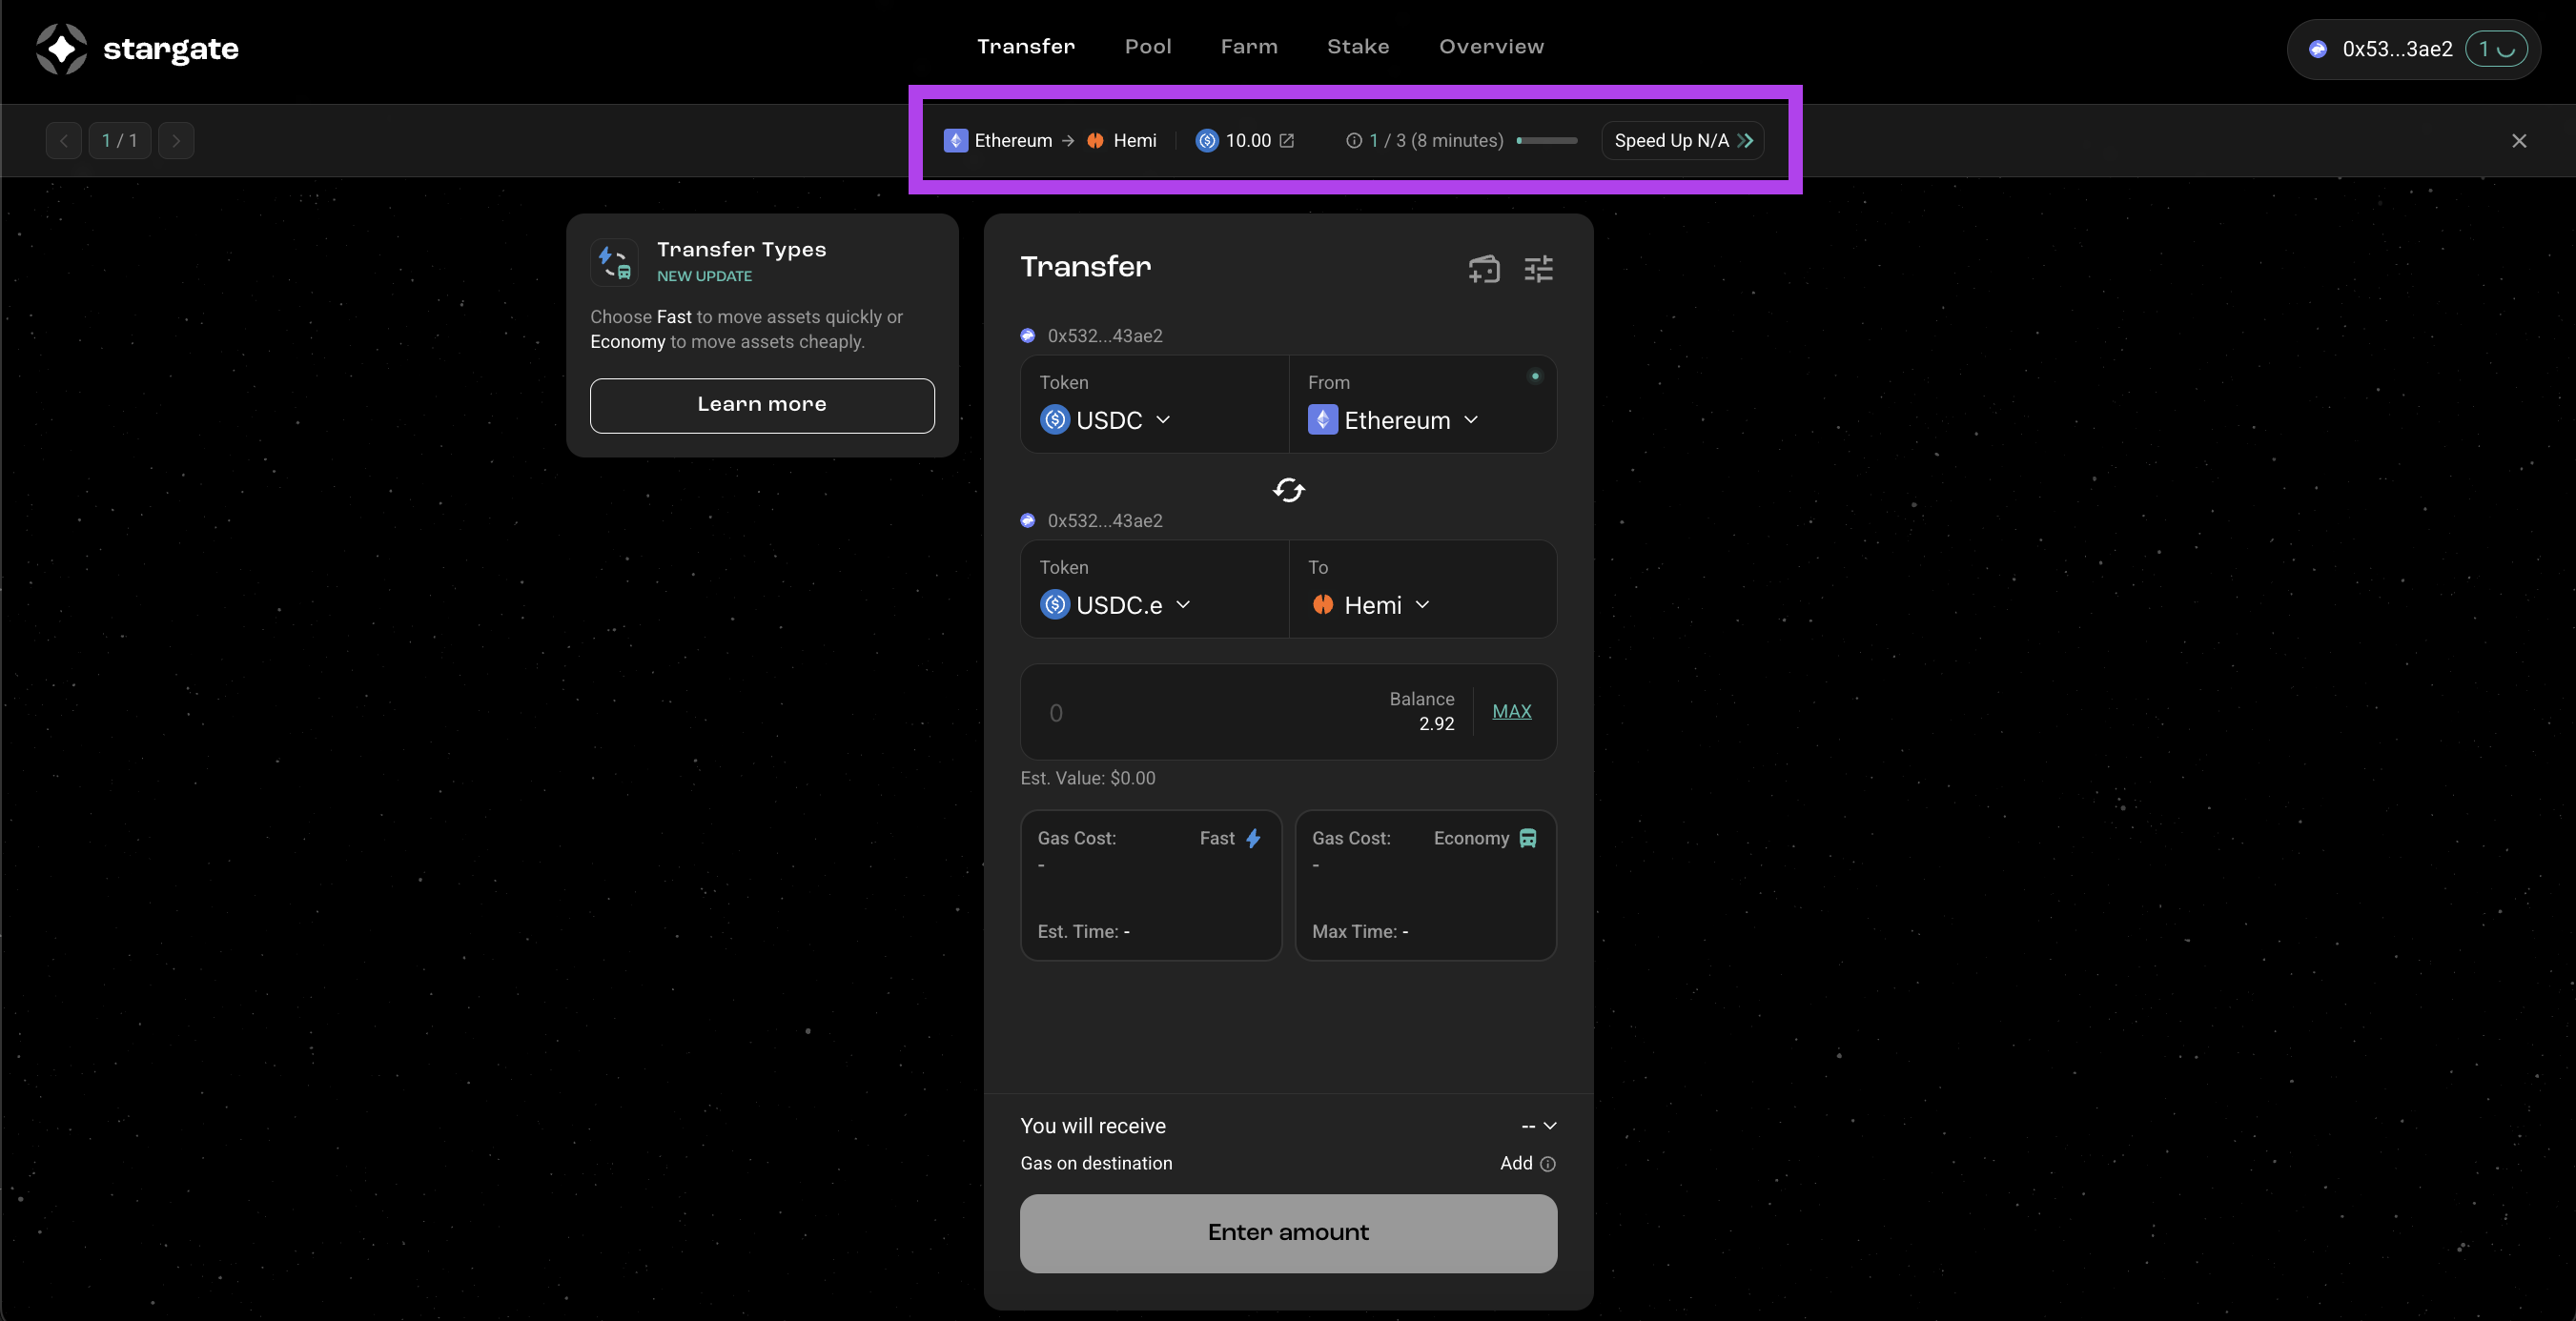 stargate
Transfer Pool Farm Stake Overview
0x53...3ae2 1
1 / 1
Ethereum → Hemi 10.00 1 / 3 (8 minutes) Speed Up N/A
Transfer Types
NEW UPDATE
Choose Fast to move assets quickly or
Economy to move assets cheaply.
Learn more
Transfer
0x532...43ae2
Token From
USDC Ethereum
0x532...43ae2
Token To
USDC.e Hemi
0 Balance MAX
2.92
Est. Value: $0.00
Gas Cost: Fast
-
Est. Time: -
Gas Cost: Economy
-
Max Time: -
You will receive --
Gas on destination Add
Enter amount